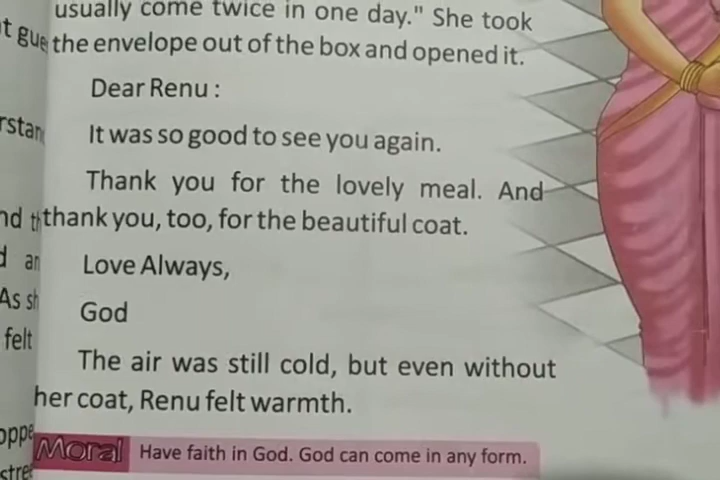 usually come twice in one day." She took
the envelope out of the box and opened it.
Dear Renu :
It was so good to see you again.
Thank you for the lovely meal. And
thank you, too, for the beautiful coat.
Love Always,
God
The air was still cold, but even without
her coat, Renu felt warmth.
Moral Have faith in God. God can come in any form.
As
felt